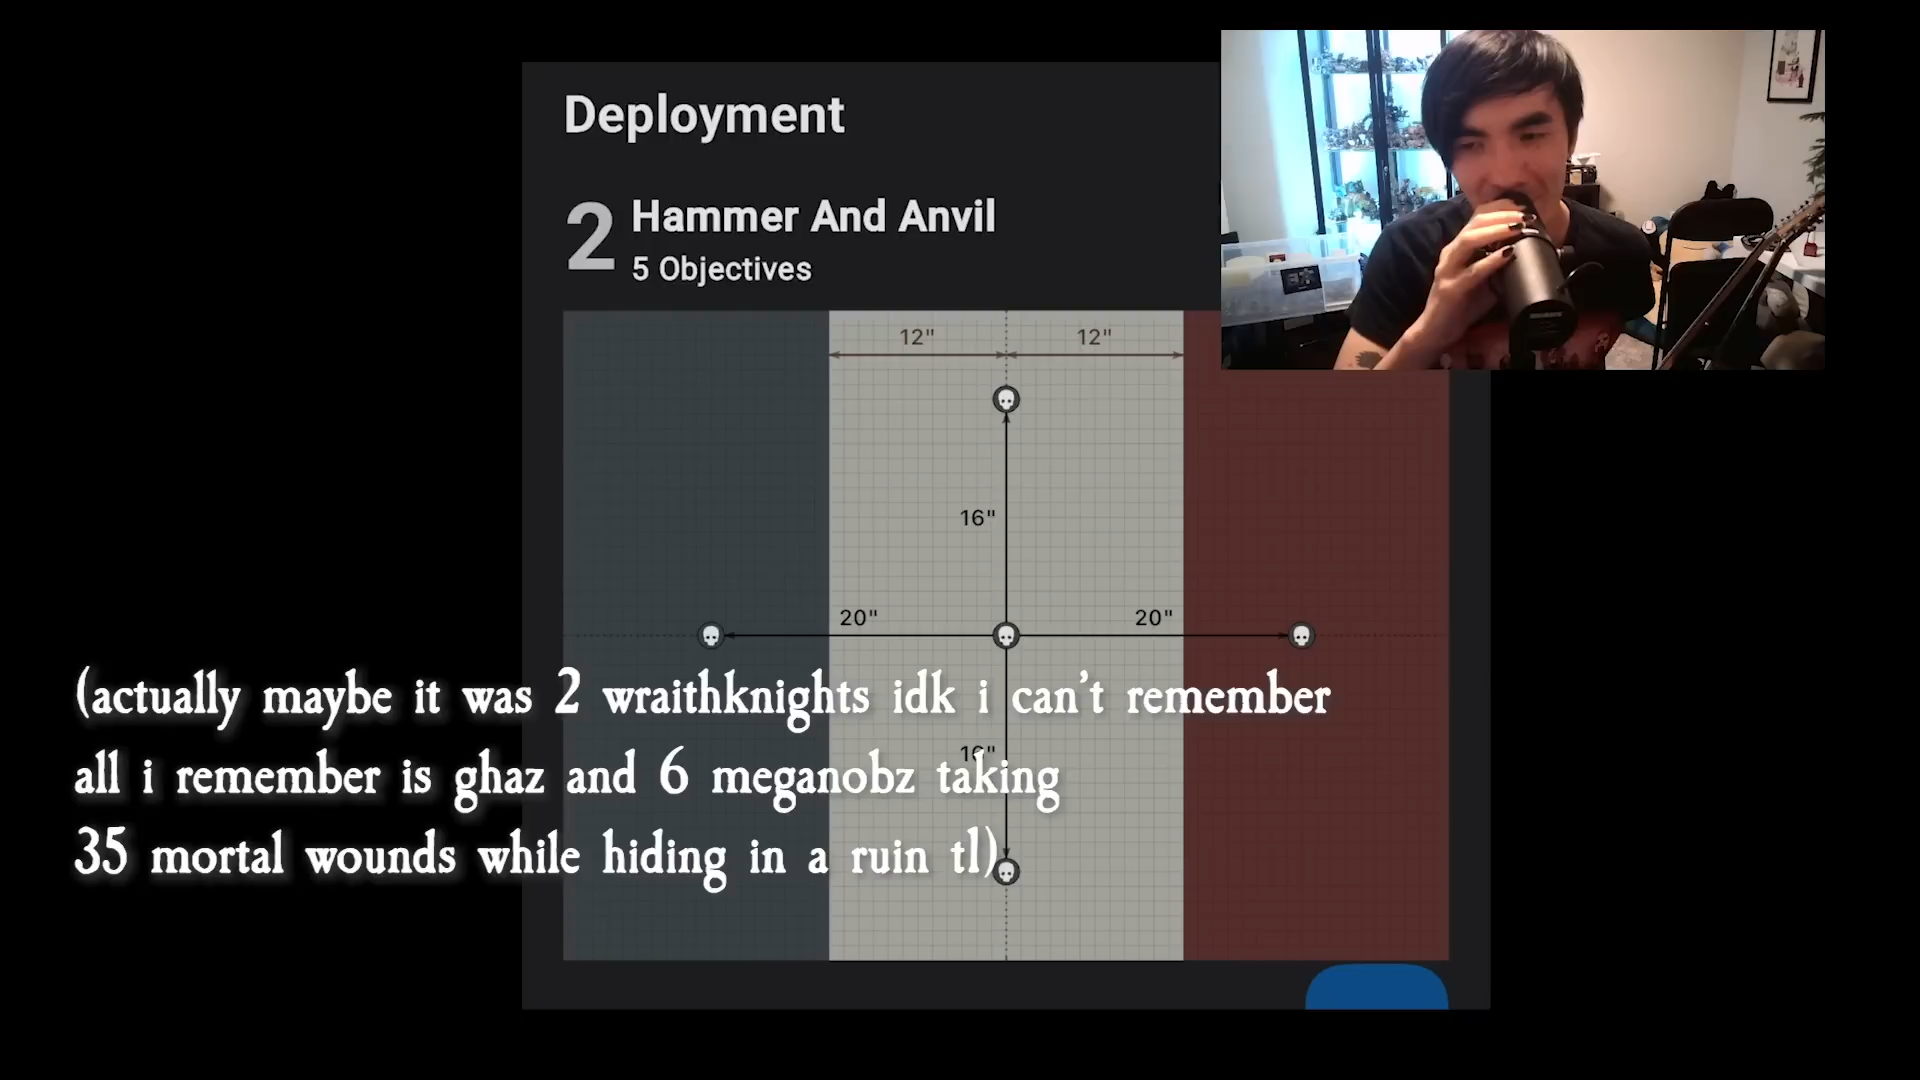 Deployment
2
Hammer And Anvil
5 Objectives
12" 12"
16"
20" 20"
(actually maybe it was 2 wraithknights idk i can't remember
16"
all i remember is ghaz and 6 meganobz taking
35 mortal wounds while hiding in a ruin tl)